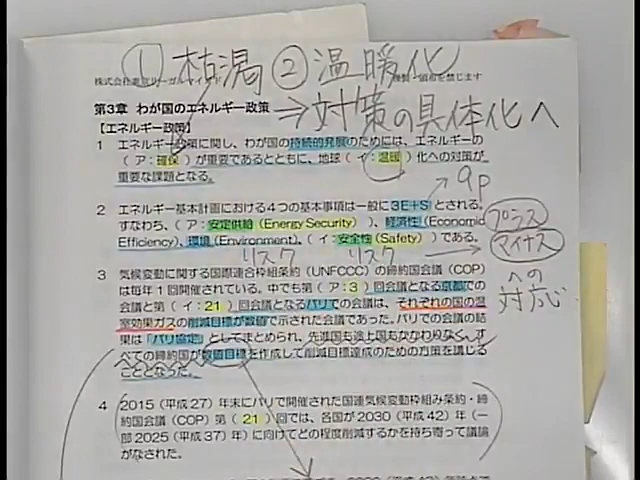 ① 枯渇 ② 温暖化
⇒ 対策の具体化へ
第3章 わが国のエネルギー政策
【エネルギー政策】
1 エネルギー政策に関し、わが国の持続的発展のためには、エネルギーの
（ア：確保）が重要であるとともに、地球（イ：温暖）化への対策が、
重要な課題となる。
9p
2 エネルギー基本計画における4つの基本事項は一般に3E+Sとされる。
すなわち、（ア：安定供給（Energy Security）、経済性（Economic
Efficiency）、環境（Environment）、（イ：安全性（Safety）である。
プラス
マイナス
への
対応
リスク リスク
3 気候変動に関する国際連合枠組条約（UNFCCC）の締約国会議（COP）
は毎年1回開催されている。中でも第（ア：3）回会議となる京都での
会議と第（イ：21）回会議となるパリでの会議は、それぞれの国の温
室効果ガスの削減目標が数値で示された会議であった。パリでの会議の結
果は「パリ協定」としてまとめられ、先進国も途上国もかかわりなく、す
べての締約国が数値目標を作成して削減目標達成のための方策を講じる
こととなった。
4 2015（平成27）年末にパリで開催された国連気候変動枠組み条約・締
約国会議（COP）第（21）回では、各国が2030（平成42）年（一
部2025（平成37）年）に向けてどの程度削減するかを持ち寄って議論
がなされた。